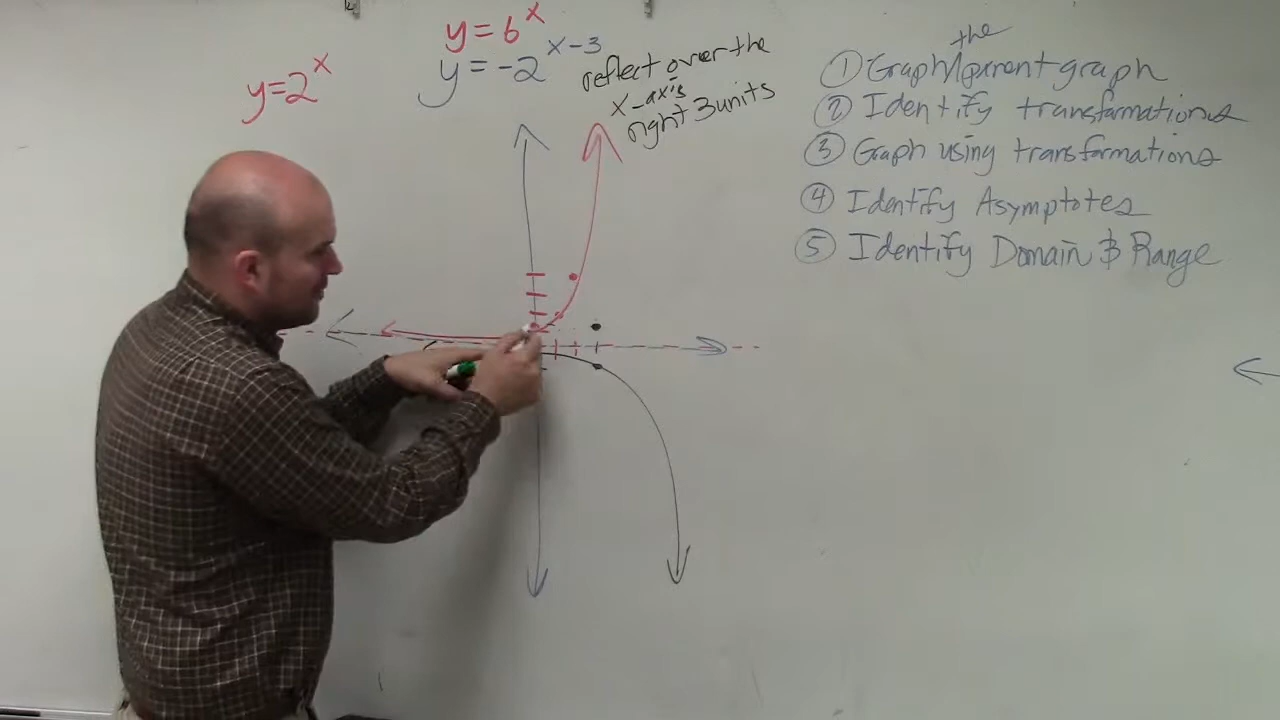 y = 6^x
y = 2^x
y = -2^(x-3)
reflect over the
x-axis
right 3 units
① Graph the parent graph
② Identify transformations
③ Graph using transformations
④ Identify Asymptotes
⑤ Identify Domain & Range